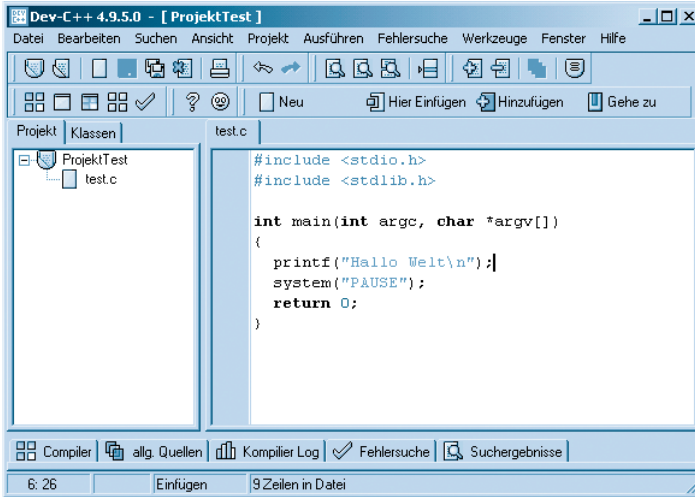 Dev-C++ 4.9.5.0 - [ ProjektTest ]
Datei Bearbeiten Suchen Ansicht Projekt Ausführen Fehlersuche Werkzeuge Fenster Hilfe
Neu Hier Einfügen Hinzufügen Gehe zu
Projekt Klassen test.c
ProjektTest
test.c
#include <stdio.h>
#include <stdlib.h>
int main(int argc, char *argv[])
{
printf("Hallo Welt\n");
system("PAUSE");
return 0;
}
Compiler allg. Quellen Kompilier Log Fehlersuche Suchergebnisse
6: 26 Einfügen 9 Zeilen in Datei